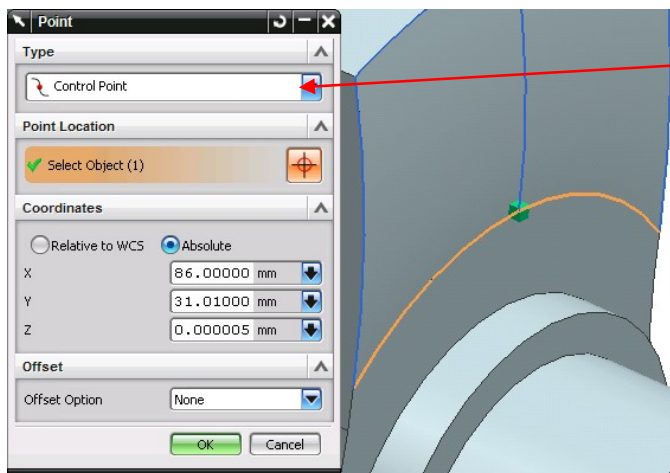 Point
Type
Control Point
Point Location
Select Object (1)
Coordinates
Relative to WCS Absolute
X 86.00000 mm
Y 31.01000 mm
Z 0.000005 mm
Offset
Offset Option None
OK Cancel